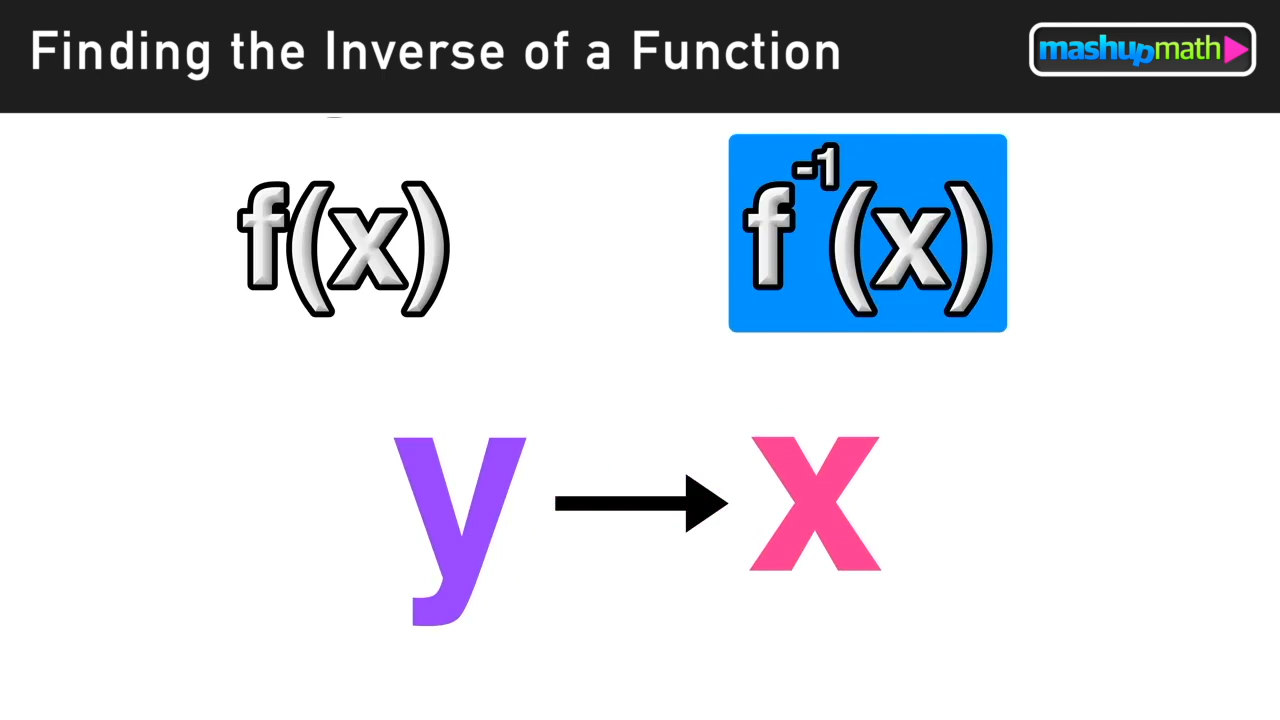 Finding the Inverse of a Function
mashupmath
f(x)
f⁻¹(x)
y → x